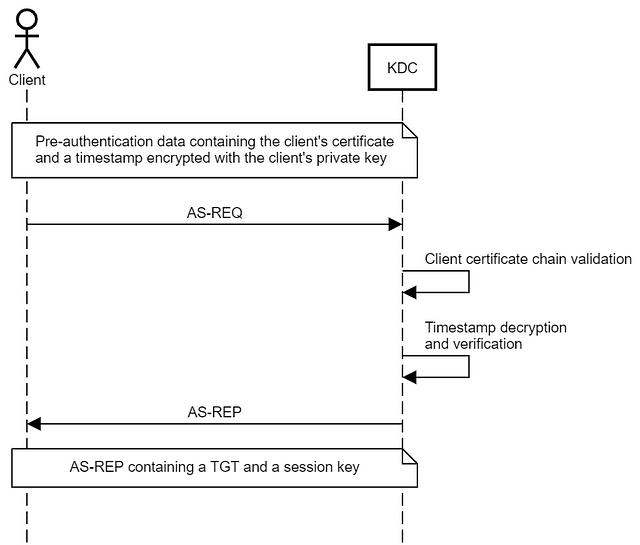 Client
KDC
Pre-authentication data containing the client's certificate
and a timestamp encrypted with the client's private key
AS-REQ
Client certificate chain validation
Timestamp decryption
and verification
AS-REP
AS-REP containing a TGT and a session key